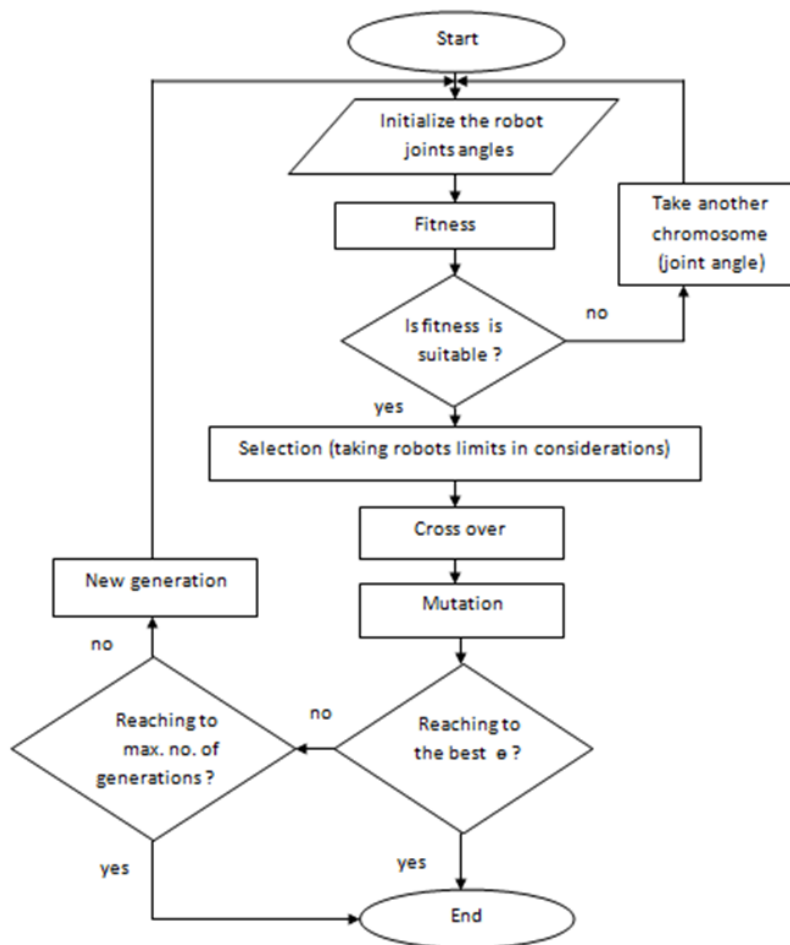 Start
Initialize the robot
joints angles
Fitness
Take another
chromosome
(joint angle)
Is fitness is
suitable ?
no
yes
Selection (taking robots limits in considerations)
Cross over
New generation
Mutation
no
Reaching to
max. no. of
generations ?
no
Reaching to
the best ɵ ?
yes
yes
End